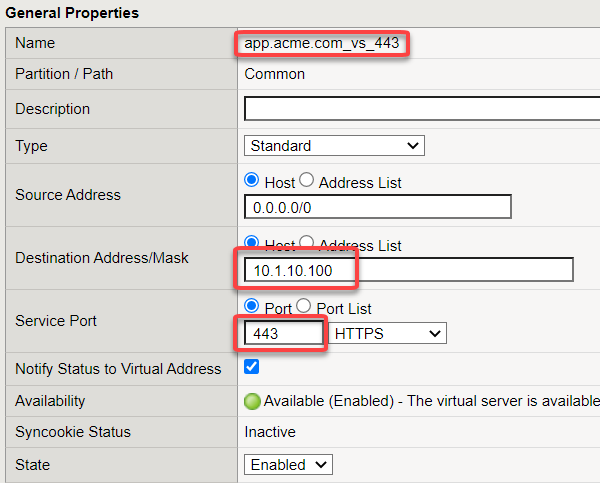 General Properties
Name app.acme.com_vs_443
Partition / Path Common
Description
Type Standard
Source Address Host Address List
0.0.0.0/0
Destination Address/Mask Host Address List
10.1.10.100
Service Port Port Port List
443 HTTPS
Notify Status to Virtual Address
Availability Available (Enabled) - The virtual server is available
Syncookie Status Inactive
State Enabled